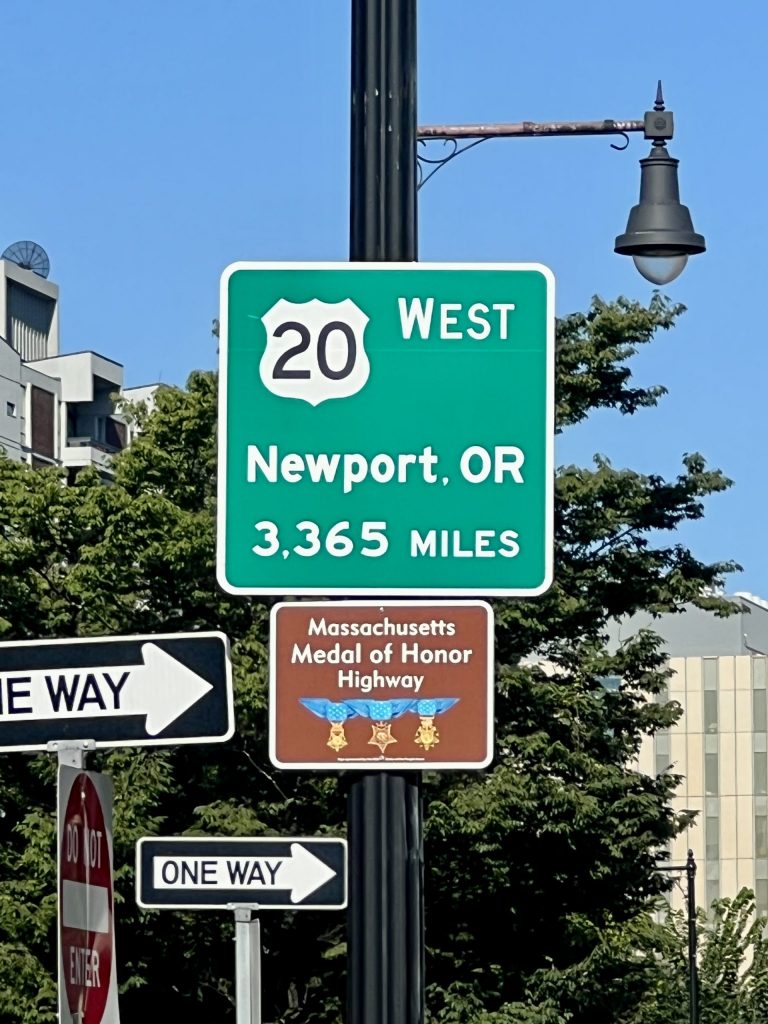 20 WEST
Newport, OR
3,365 MILES
Massachusetts
Medal of Honor
Highway
NE WAY
ONE WAY
DO NOT
ENTER